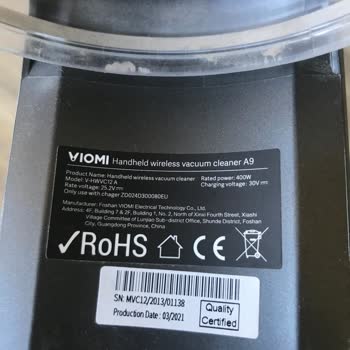 VIOMI Handheld wireless vacuum cleaner A9
Product Name: Handheld wireless vacuum cleaner
Model: V-HWVC12 A
Rated power: 400W
Rate voltage: 25.2V
Charging voltage: 30V
Only use with chager ZD024D300080EU
Manufacturer: Foshan VIOMI Electrical Technology Co., Ltd.
Address: 4F, Building 7 & 2F, Building 1, No. 2, North of Xinxi Fourth Street, Xiashi
Village Committee of Lunjiao Sub-district Office, Shunde District, Foshan
City, Guangdong Province, China
RoHS CE
SN: MVC12/2013/01138
Production Date : 03/2021
Quality
Certified